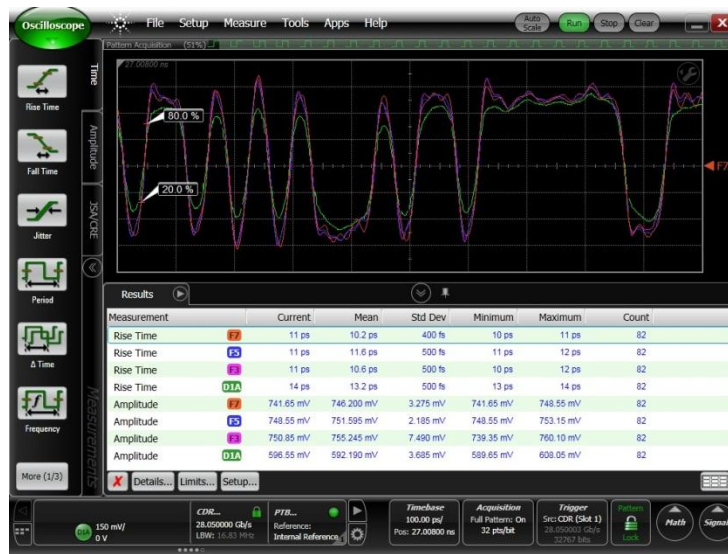 Oscilloscope File Setup Measure Tools Apps Help Auto Scale Run Stop Clear
Pattern Acquisition (51%)
27.00800 ns
80.0 %
20.0 %
F7
Time
Amplitude
JSA/CRE
Measurements
Rise Time
Fall Time
Jitter
Period
Δ Time
Frequency
More (1/3)
Results
Measurement Current Mean Std Dev Minimum Maximum Count
Rise Time F7 11 ps 10.2 ps 400 fs 10 ps 11 ps 82
Rise Time F5 11 ps 11.6 ps 500 fs 11 ps 12 ps 82
Rise Time F3 11 ps 10.6 ps 500 fs 10 ps 12 ps 82
Rise Time D1A 14 ps 13.2 ps 500 fs 13 ps 14 ps 82
Amplitude F7 741.65 mV 746.200 mV 3.275 mV 741.65 mV 748.55 mV 82
Amplitude F5 748.55 mV 751.595 mV 2.185 mV 748.55 mV 753.15 mV 82
Amplitude F3 750.85 mV 755.245 mV 7.490 mV 739.35 mV 760.10 mV 82
Amplitude D1A 596.55 mV 592.190 mV 3.685 mV 589.65 mV 608.05 mV 82
Details... Limits... Setup...
D1A 150 mV/
0 V
CDR...
28.050000 Gb/s
LBW: 16.83 MHz
PTB...
Reference:
Internal Reference
Timebase
100.00 ps/
Pos: 27.00800 ns
Acquisition
Full Pattern: On
32 pts/bit
Trigger
Src: CDR (Slot 1)
28.050003 Gb/s
32767 bits
Pattern
Lock
Math
Signals